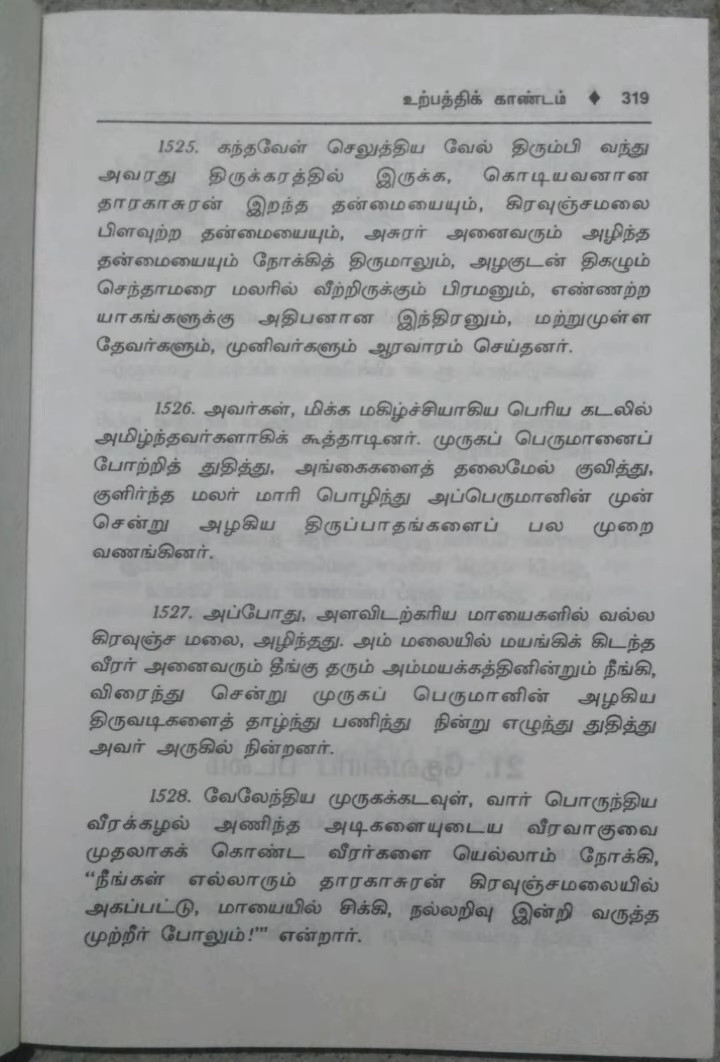 உற்பத்திக் காண்டம் ♦ 319
1525. கந்தவேள் செலுத்திய வேல் திரும்பி வந்து
அவரது திருக்கரத்தில் இருக்க, கொடியவனான
தாரகாசுரன் இறந்த தன்மையையும், கிரவுஞ்சமலை
பிளவுற்ற தன்மையையும், அசுரர் அனைவரும் அழிந்த
தன்மையையும் நோக்கித் திருமாலும், அழகுடன் திகழும்
செந்தாமரை மலரில் வீற்றிருக்கும் பிரமனும், எண்ணற்ற
யாகங்களுக்கு அதிபனான இந்திரனும், மற்றுமுள்ள
தேவர்களும், முனிவர்களும் ஆரவாரம் செய்தனர்.
1526. அவர்கள், மிக்க மகிழ்ச்சியாகிய பெரிய கடலில்
அமிழ்ந்தவர்களாகிக் கூத்தாடினர். முருகப் பெருமானைப்
போற்றித் துதித்து, அங்கைகளைத் தலைமேல் குவித்து,
குளிர்ந்த மலர் மாரி பொழிந்து அப்பெருமானின் முன்
சென்று அழகிய திருப்பாதங்களைப் பல முறை
வணங்கினர்.
1527. அப்போது, அளவிடற்கரிய மாயைகளில் வல்ல
கிரவுஞ்ச மலை, அழிந்தது. அம் மலையில் மயங்கிக் கிடந்த
வீரர் அனைவரும் தீங்கு தரும் அம்மயக்கத்தினின்றும் நீங்கி,
விரைந்து சென்று முருகப் பெருமானின் அழகிய
திருவடிகளைத் தாழ்ந்து பணிந்து நின்று எழுந்து துதித்து
அவர் அருகில் நின்றனர்.
1528. வேலேந்திய முருகக்கடவுள், வார் பொருந்திய
வீரக்கழல் அணிந்த அடிகளையுடைய வீரவாகுவை
முதலாகக் கொண்ட வீரர்களை யெல்லாம் நோக்கி,
“நீங்கள் எல்லாரும் தாரகாசுரன் கிரவுஞ்சமலையில்
அகப்பட்டு, மாயையில் சிக்கி, நல்லறிவு இன்றி வருத்த
முற்றீர் போலும்!'” என்றார்.